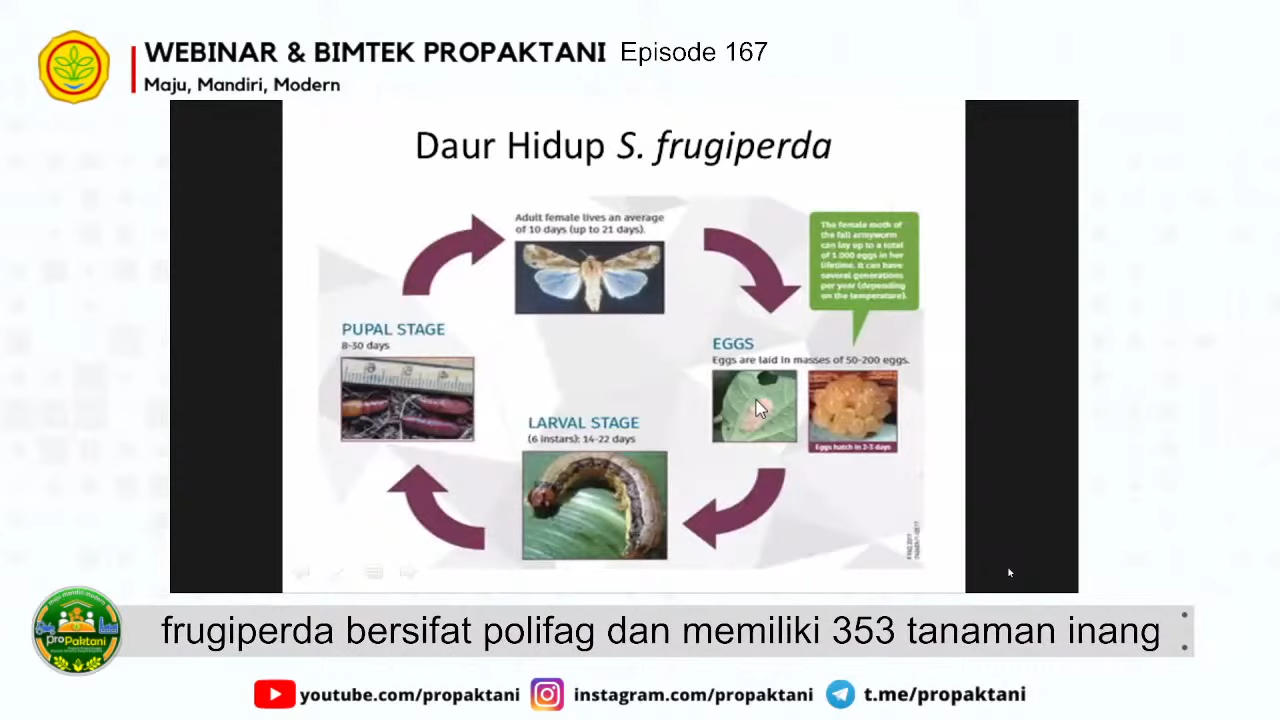 WEBINAR & BIMTEK PROPAKTANI Episode 167
Maju, Mandiri, Modern
Daur Hidup S. frugiperda
Adult female lives an average
of 10 days (up to 21 days).
The female moth of
the fall armyworm
can lay up to a total
of 1.000 eggs in her
lifetime. It can have
several generations
per year (depending
on the temperature).
PUPAL STAGE
8-30 days
EGGS
Eggs are laid in masses of 50-200 eggs.
Eggs hatch in 2-3 days
LARVAL STAGE
(6 instars): 14-22 days
maju mandiri modern
proPaktani
frugiperda bersifat polifag dan memiliki 353 tanaman inang
youtube.com/propaktani
instagram.com/propaktani
t.me/propaktani